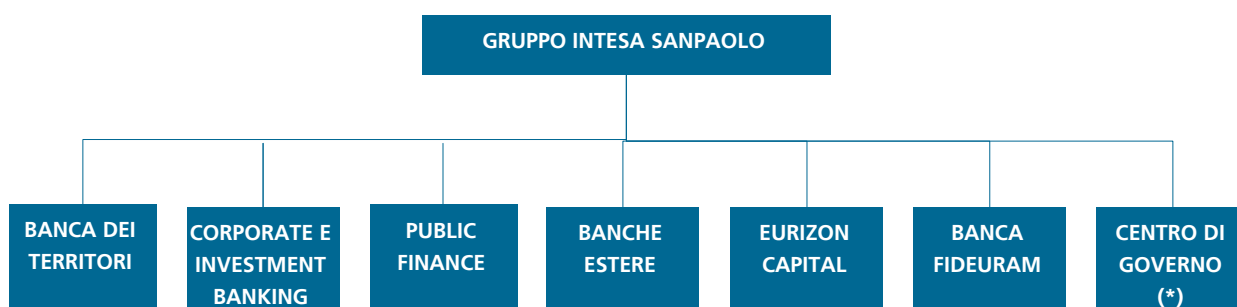 GRUPPO INTESA SANPAOLO
BANCA DEI
TERRITORI
CORPORATE E
INVESTMENT
BANKING
PUBLIC
FINANCE
BANCHE
ESTERE
EURIZON
CAPITAL
BANCA
FIDEURAM
CENTRO DI
GOVERNO
(*)